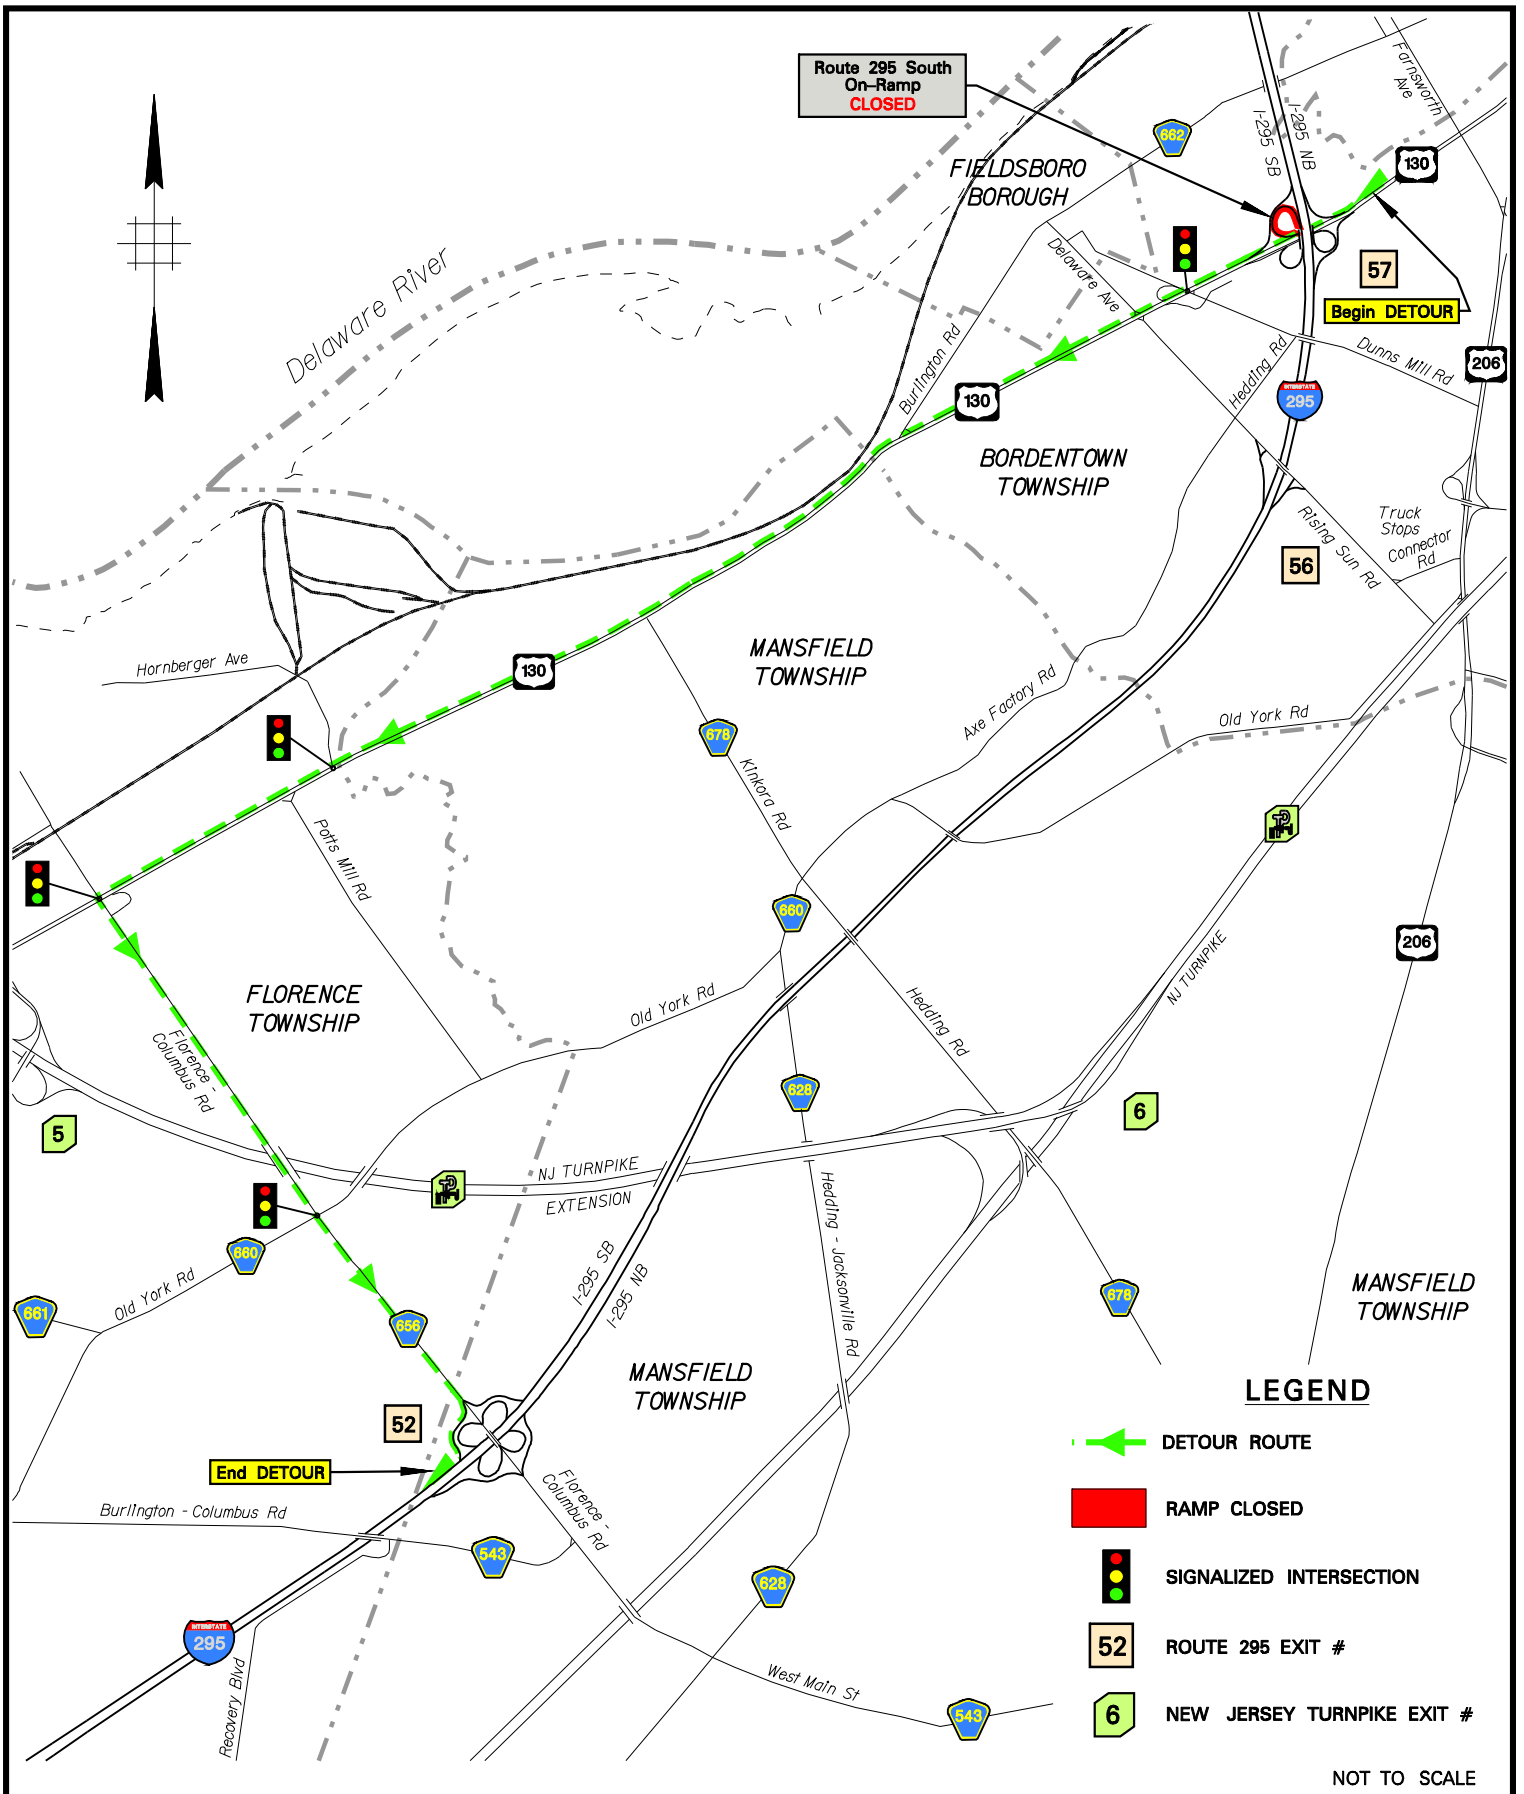 Route 295 South
On-Ramp
CLOSED
Farnsworth
Ave
662
I-295 SB
I-295 NB
130
FIELDSBORO
BOROUGH
57
Begin DETOUR
Delaware River
Delaware Ave
Burlington Rd
Hedding Rd
Dunns Mill Rd
206
INTERSTATE
295
130
BORDENTOWN
TOWNSHIP
Truck
Stops
Connector
Rd
Rising Sun Rd
56
Hornberger Ave
130
MANSFIELD
TOWNSHIP
Axe Factory Rd
Old York Rd
678
Kinkora Rd
Potts Mill Rd
660
206
NJ TURNPIKE
FLORENCE
TOWNSHIP
Old York Rd
Hedding Rd
Florence -
Columbus Rd
628
5
6
NJ TURNPIKE
EXTENSION
Hedding - Jacksonville Rd
660
I-295 SB
I-295 NB
Old York Rd
661
656
678
MANSFIELD
TOWNSHIP
MANSFIELD
TOWNSHIP
52
End DETOUR
Burlington - Columbus Rd
Florence -
Columbus Rd
543
628
INTERSTATE
295
Recovery Blvd
West Main St
543
LEGEND
DETOUR ROUTE
RAMP CLOSED
SIGNALIZED INTERSECTION
52 ROUTE 295 EXIT #
6 NEW JERSEY TURNPIKE EXIT #
NOT TO SCALE